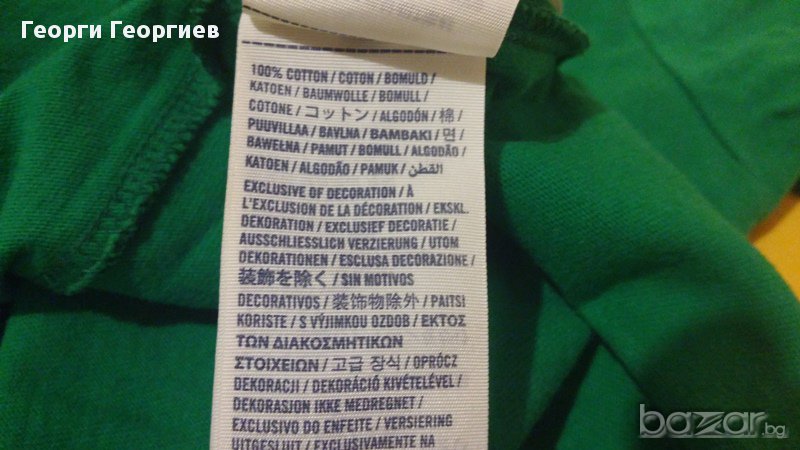 Георги Георгиев
100% COTTON / COTON / BOMULD /
KATOEN / BAUMWOLLE / BOMULL /
COTONE / コットン / ALGODÓN / 棉 /
PUUVILLAA / BAVLNA / BAMBAKI / 면 /
BAWEŁNA / PAMUT / BOMULL / ALGODÃO /
KATOEN / ALGODÃO / PAMUK / القطن
EXCLUSIVE OF DECORATION / À
L'EXCLUSION DE LA DÉCORATION / EKSKL.
DEKORATION / EXCLUSIEF DECORATIE /
AUSSCHLIESSLICH VERZIERUNG / UTOM
DEKORATIONEN / ESCLUSA DECORAZIONE /
装飾を除く / SIN MOTIVOS
DECORATIVOS / 装饰物除外 / PAITSI
KORISTE / S VÝJIMKOU OZDOB / ΕΚΤΟΣ
ΤΩΝ ΔΙΑΚΟΣΜΗΤΙΚΩΝ
ΣΤΟΙΧΕΙΩΝ / 고급 장식 / OPRÓCZ
DEKORACJI / DEKORÁCIÓ KIVÉTELÉVEL /
DEKORASJON IKKE MEDREGNET /
EXCLUSIVO DO ENFEITE / VERSIERING
UITGESLUIT / EXCLUSIVAMENTE NA
bazar.bg